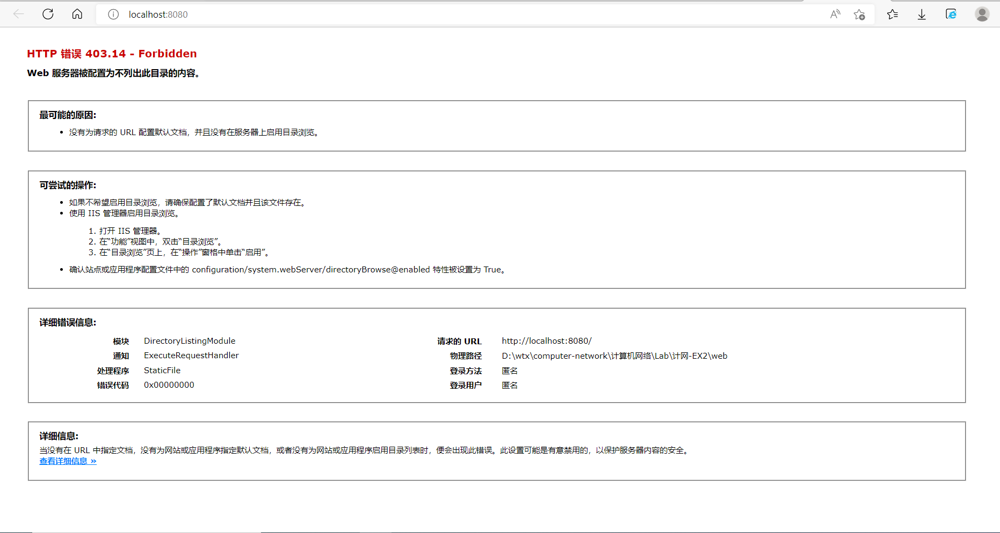 localhost:8080
HTTP 错误 403.14 - Forbidden
Web 服务器被配置为不列出此目录的内容。
最可能的原因:
• 没有为请求的 URL 配置默认文档，并且没有在服务器上启用目录浏览。
可尝试的操作:
• 如果不希望启用目录浏览，请确保配置了默认文档并且该文件存在。
• 使用 IIS 管理器启用目录浏览。
1. 打开 IIS 管理器。
2. 在“功能”视图中，双击“目录浏览”。
3. 在“目录浏览”页上，在“操作”窗格中单击“启用”。
• 确认站点或应用程序配置文件中的 configuration/system.webServer/directoryBrowse@enabled 特性被设置为 True。
详细错误信息:
模块 DirectoryListingModule
通知 ExecuteRequestHandler
处理程序 StaticFile
错误代码 0x00000000
请求的 URL http://localhost:8080/
物理路径 D:\wtx\computer-network\计算机网络\Lab\计网-EX2\web
登录方法 匿名
登录用户 匿名
详细信息:
当没有在 URL 中指定文档，没有为网站或应用程序指定默认文档，或者没有为网站或应用程序启用目录列表时，便会出现此错误。此设置可能是有意禁用的，以保护服务器内容的安全。
查看详细信息 »